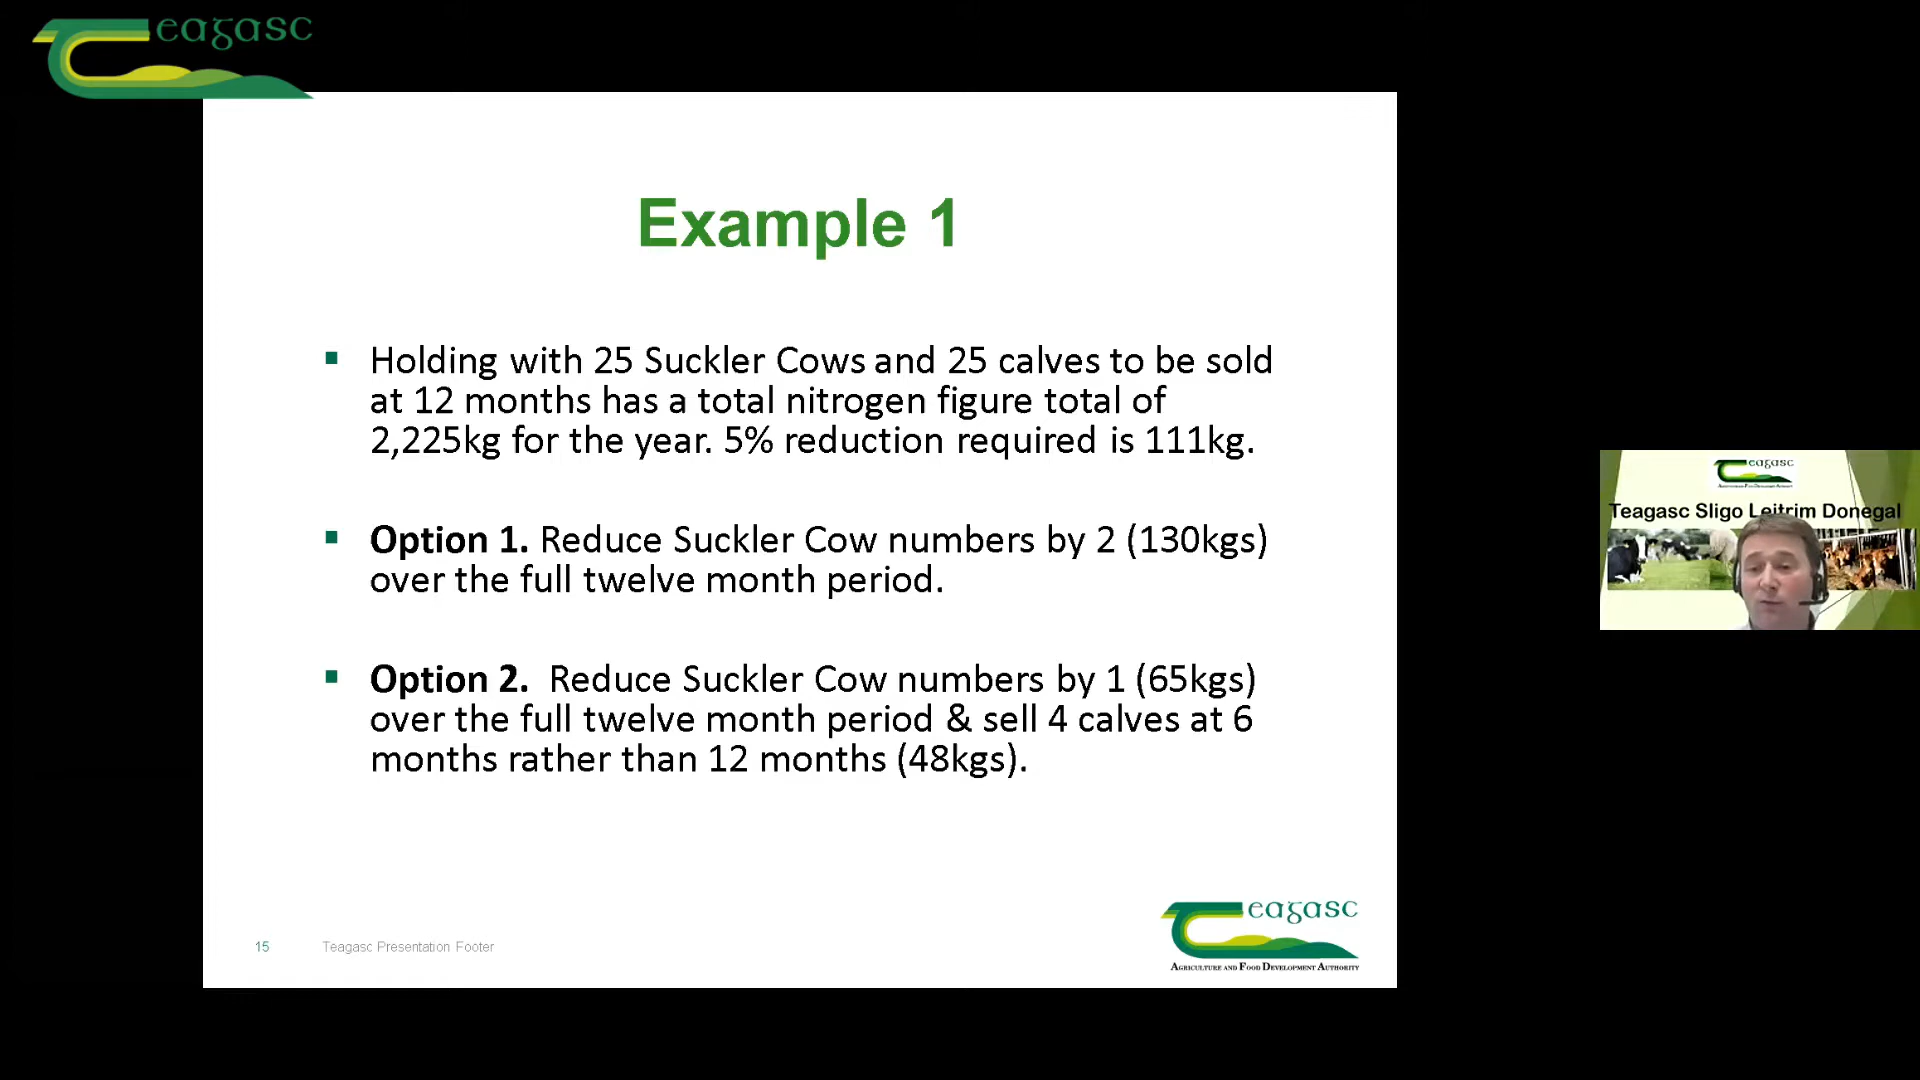 eagasc
Example 1
Holding with 25 Suckler Cows and 25 calves to be sold
at 12 months has a total nitrogen figure total of
2,225kg for the year. 5% reduction required is 111kg.
Option 1. Reduce Suckler Cow numbers by 2 (130kgs)
over the full twelve month period.
Option 2. Reduce Suckler Cow numbers by 1 (65kgs)
over the full twelve month period & sell 4 calves at 6
months rather than 12 months (48kgs).
15 Teagasc Presentation Footer
Teagasc
AGRICULTURE AND FOOD DEVELOPMENT AUTHORITY
Teagasc
Teagasc Sligo Leitrim Donegal